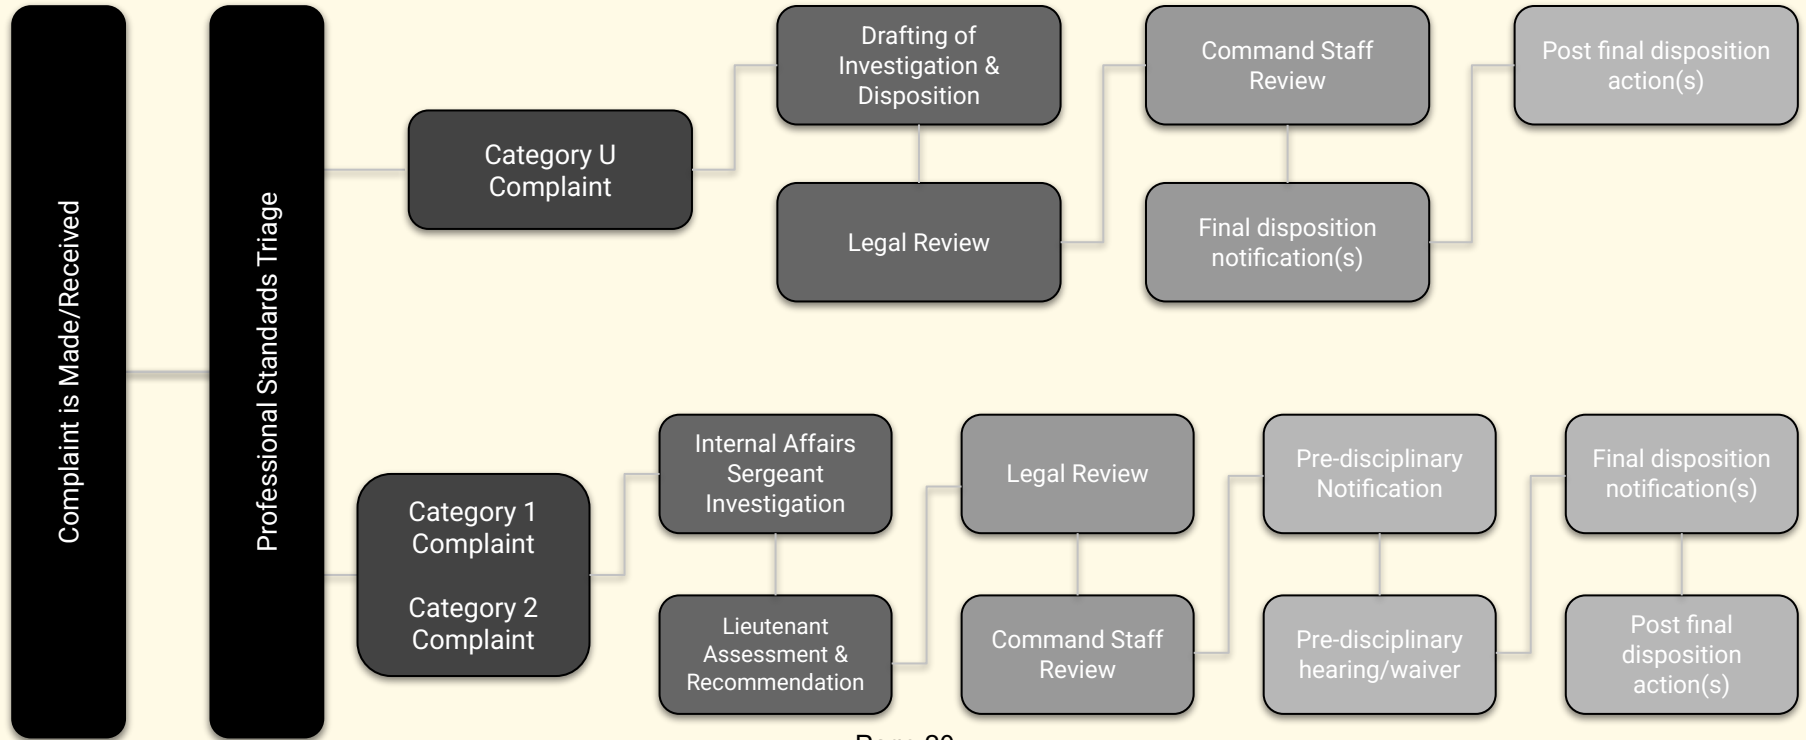 Complaint is Made/Received
Professional Standards Triage
Category U
Complaint
Drafting of
Investigation &
Disposition
Legal Review
Command Staff
Review
Final disposition
notification(s)
Post final disposition
action(s)
Category 1
Complaint
Category 2
Complaint
Internal Affairs
Sergeant
Investigation
Lieutenant
Assessment &
Recommendation
Legal Review
Command Staff
Review
Pre-disciplinary
Notification
Pre-disciplinary
hearing/waiver
Final disposition
notification(s)
Post final
disposition
action(s)